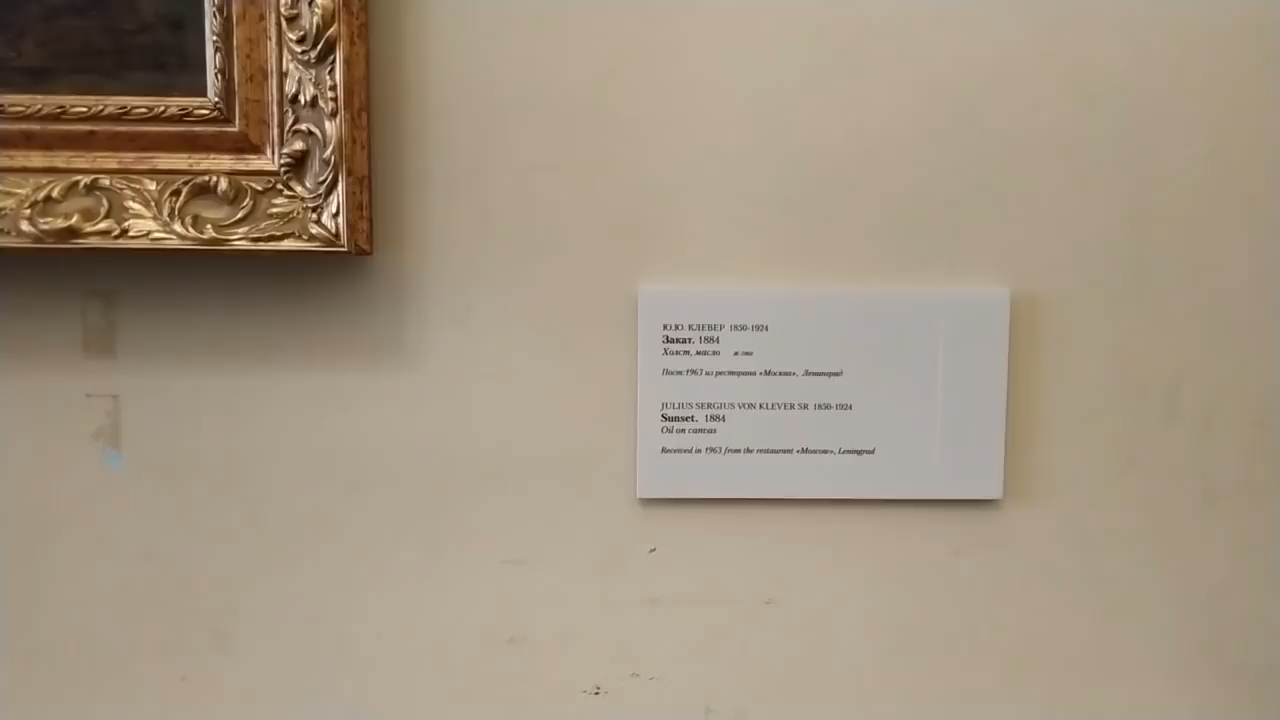 Ю.Ю. КЛЕВЕР 1850-1924
Закат. 1884
Холст, масло
Пост:1963 из ресторана «Москва», Ленинград
JULIUS SERGIUS VON KLEVER SR 1850-1924
Sunset. 1884
Oil on canvas
Received in 1963 from the restaurant «Moscow», Leningrad